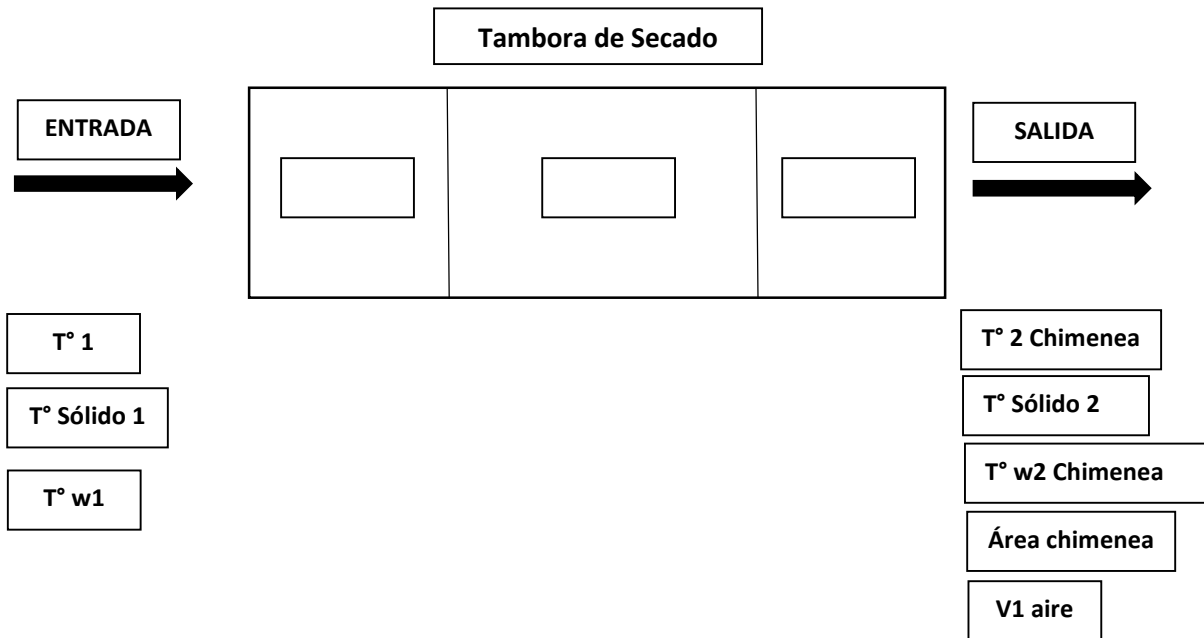 Tambora de Secado
ENTRADA
SALIDA
T° 1
T° Sólido 1
T° w1
T° 2 Chimenea
T° Sólido 2
T° w2 Chimenea
Área chimenea
V1 aire